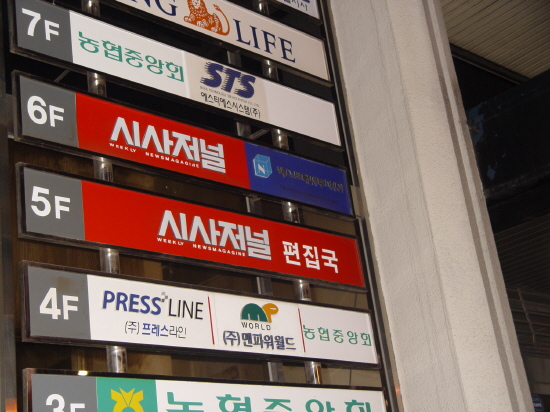 NG LIFE
7F 농협중앙회 STS
에스티에스시스템(주)
6F 시사저널
WEEKLY NEWSMAGAZINE
N
5F 시사저널 편집국
WEEKLY NEWSMAGAZINE
4F PRESS LINE
(주) 프레스라인
WORLD
(주)맨파워월드
농협중앙회
3F 농협중앙회